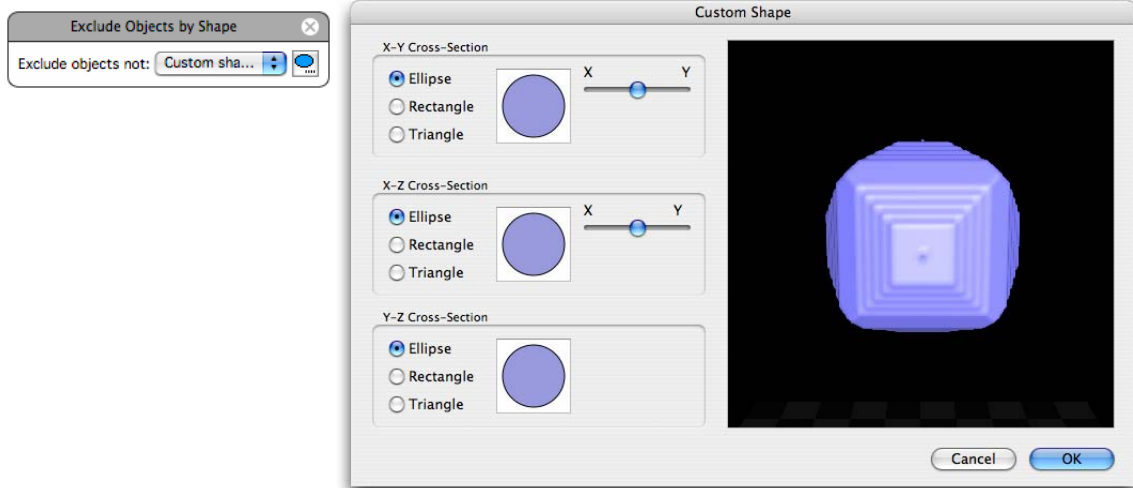 Exclude Objects by Shape
Exclude objects not: Custom sha...
Custom Shape
X-Y Cross-Section
Ellipse
Rectangle
Triangle
X Y
X-Z Cross-Section
Ellipse
Rectangle
Triangle
X Y
Y-Z Cross-Section
Ellipse
Rectangle
Triangle
Cancel OK